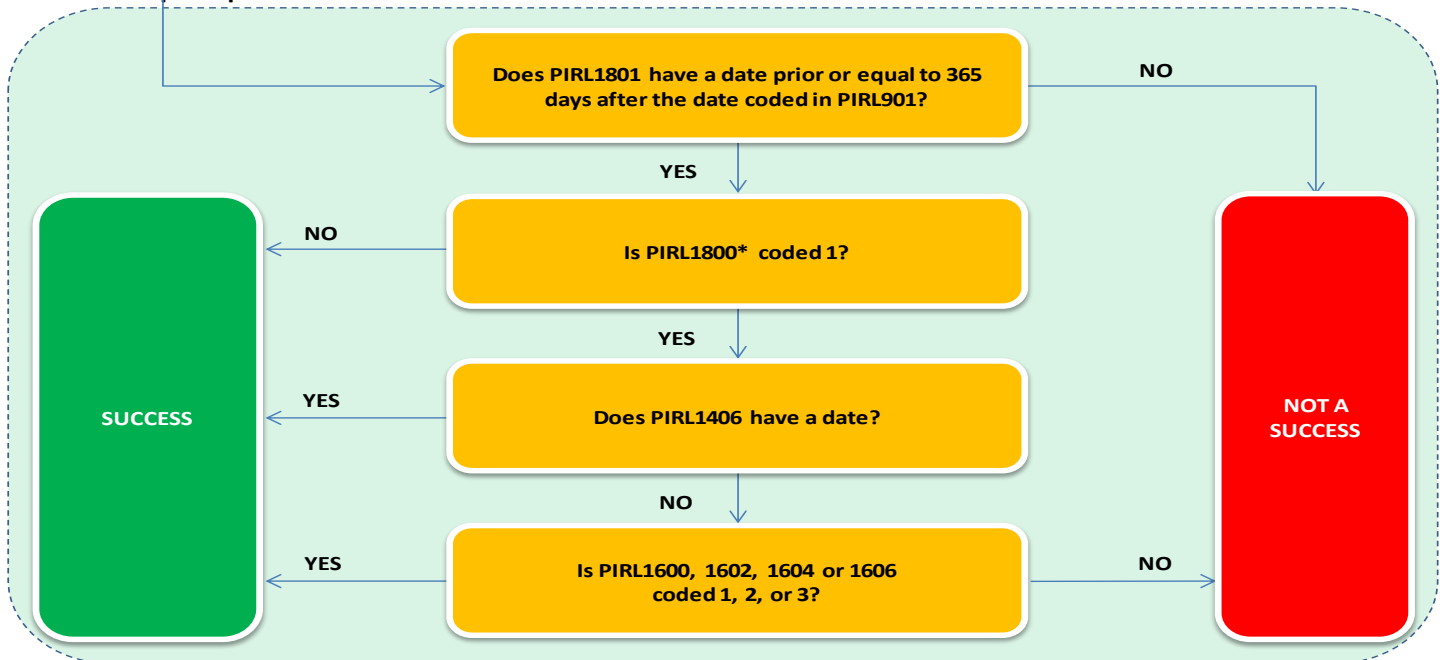 Does PIRL1801 have a date prior or equal to 365
days after the date coded in PIRL901?
NO
YES
NO
Is PIRL1800* coded 1?
YES
SUCCESS
YES
Does PIRL1406 have a date?
NOT A
SUCCESS
NO
YES
Is PIRL1600, 1602, 1604 or 1606
coded 1, 2, or 3?
NO